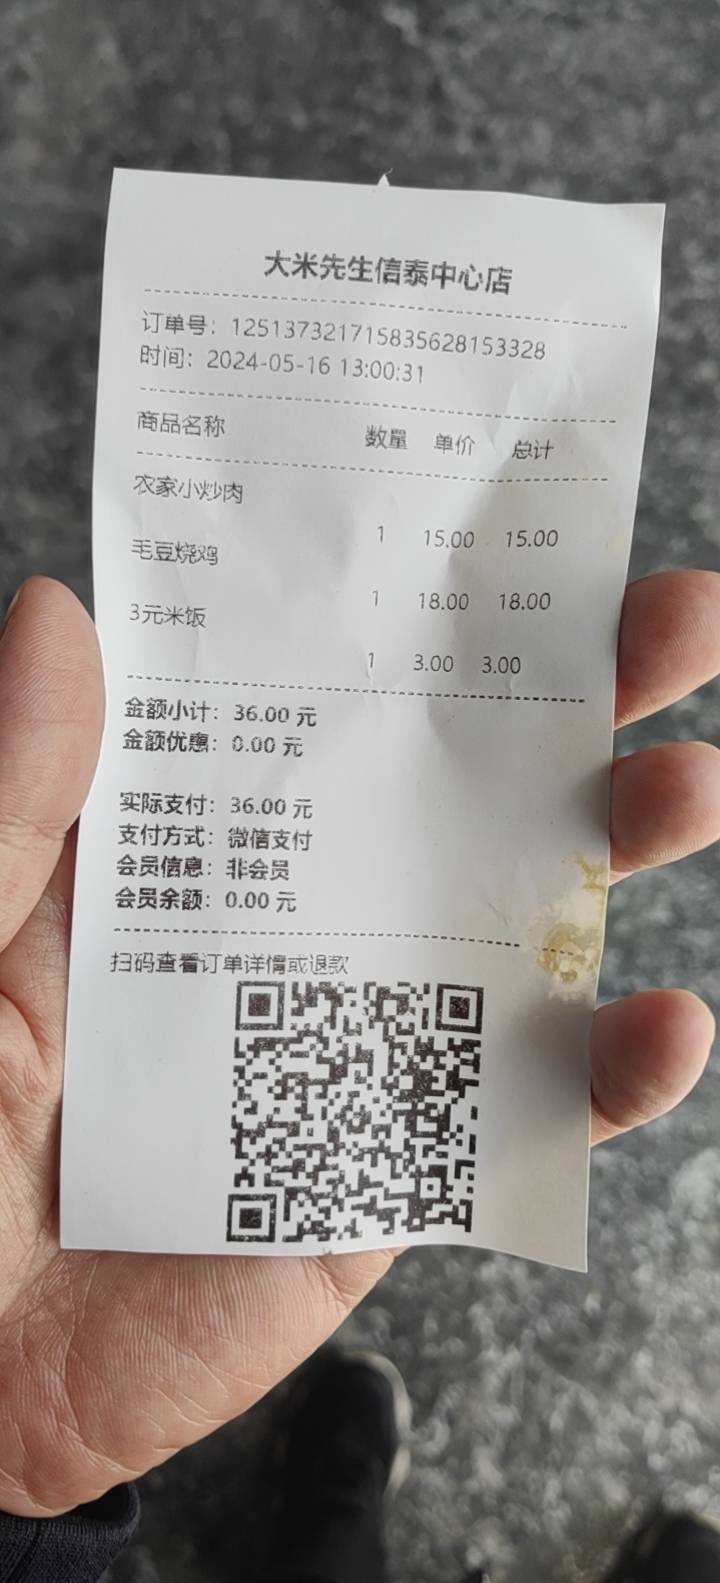 大米先生信泰中心店
订单号：1251373217158356281​53328
时间：2024-05-16 13:00:31
商品名称 数量 单价 总计
农家小炒肉
1 15.00 15.00
毛豆烧鸡
1 18.00 18.00
3元米饭
1 3.00 3.00
金额小计：36.00 元
金额优惠：0.00 元
实际支付：36.00 元
支付方式：微信支付
会员信息：非会员
会员余额：0.00 元
扫码查看订单详情或退款